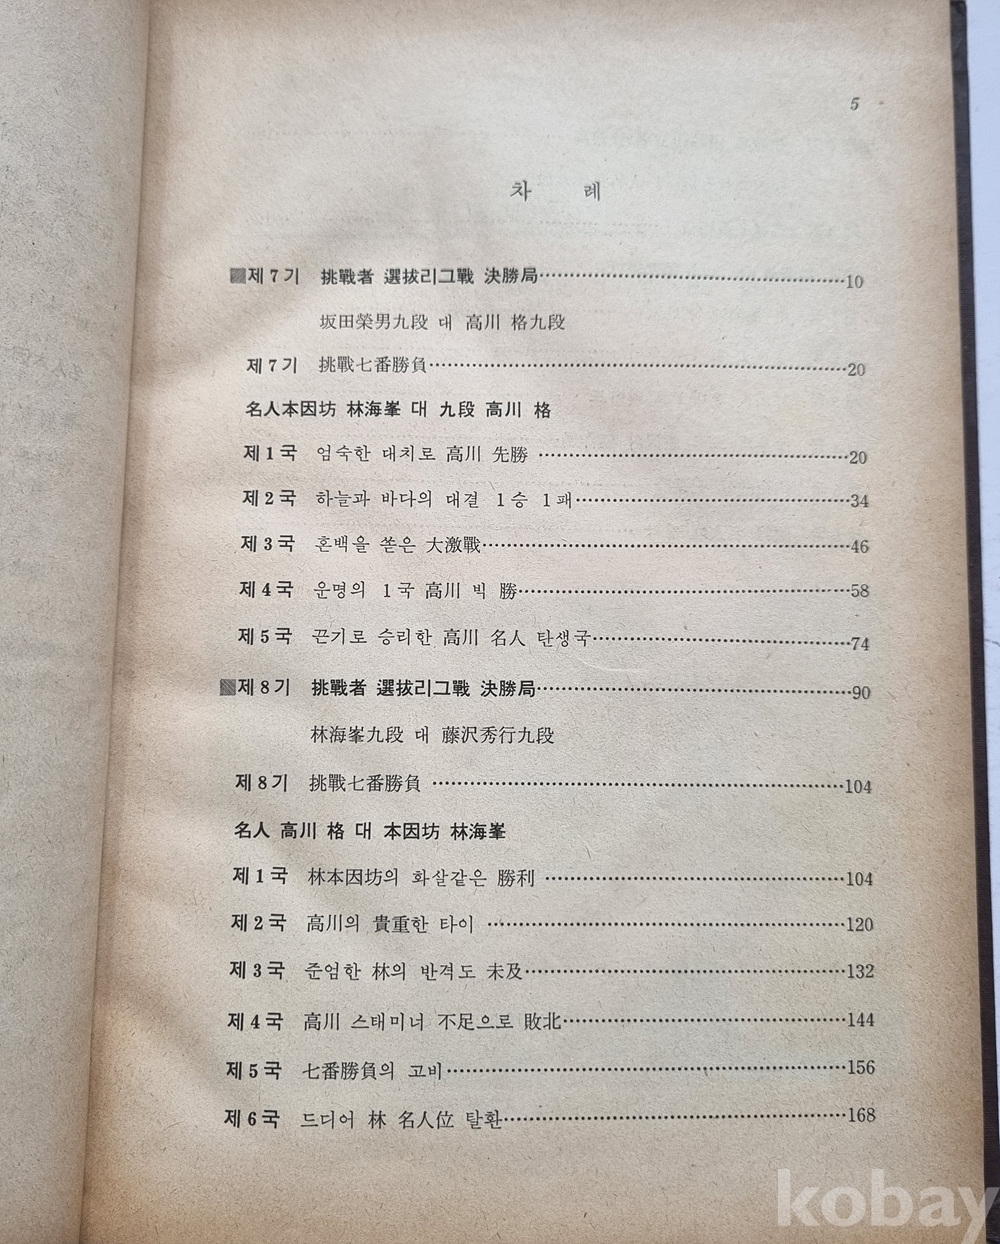 5
차 례
제7기 挑戰者 選拔리그戰 決勝局 10
坂田榮男九段 대 高川 格九段
제7기 挑戰七番勝負 20
名人本因坊 林海峯 대 九段 高川 格
제1국 엄숙한 대치로 高川 先勝 20
제2국 하늘과 바다의 대결 1승 1패 34
제3국 혼백을 쏟은 大激戰 46
제4국 운명의 1국 高川 빅 勝 58
제5국 끈기로 승리한 高川 名人 탄생국 74
제8기 挑戰者 選拔리그戰 決勝局 90
林海峯九段 대 藤沢秀行九段
제8기 挑戰七番勝負 104
名人 高川 格 대 本因坊 林海峯
제1국 林本因坊의 화살같은 勝利 104
제2국 高川의 貴重한 타이 120
제3국 준엄한 林의 반격도 未及 132
제4국 高川 스태미너 不足으로 敗北 144
제5국 七番勝負의 고비 156
제6국 드디어 林 名人位 탈환 168
kobay